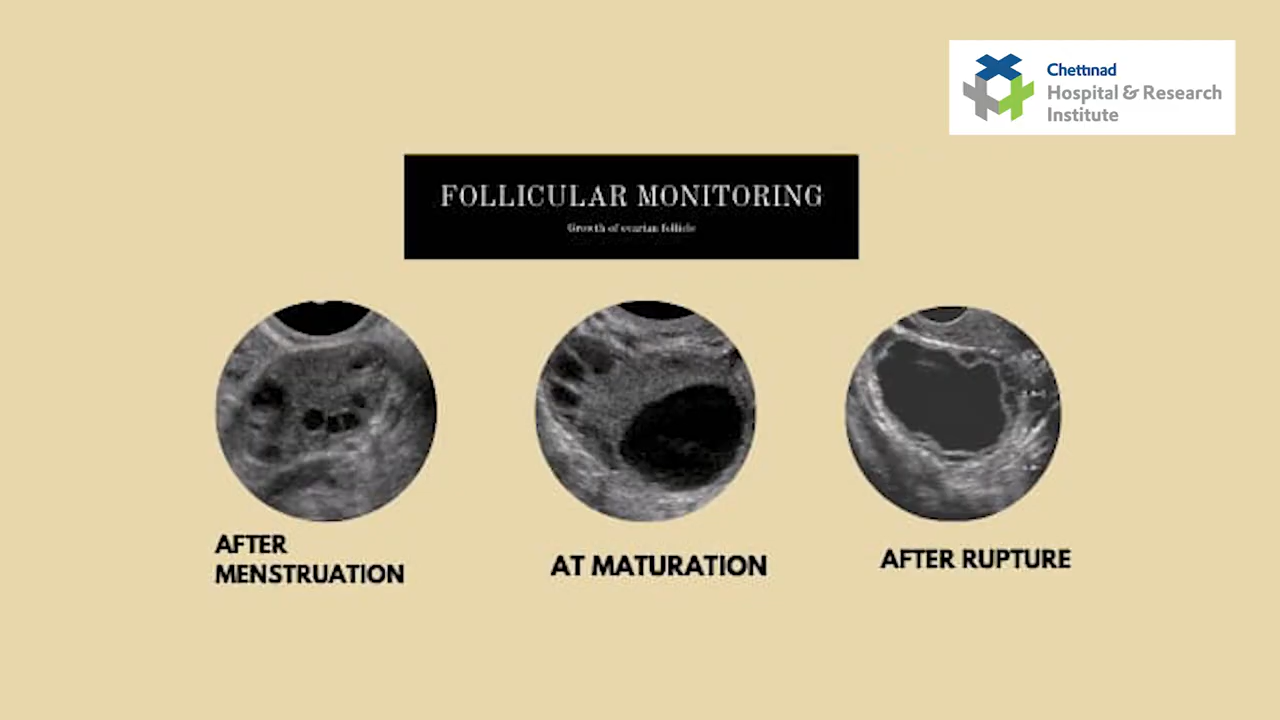 Chettinad
Hospital & Research
Institute
FOLLICULAR MONITORING
Growth of ovarian follicle
AFTER
MENSTRUATION
AT MATURATION
AFTER RUPTURE